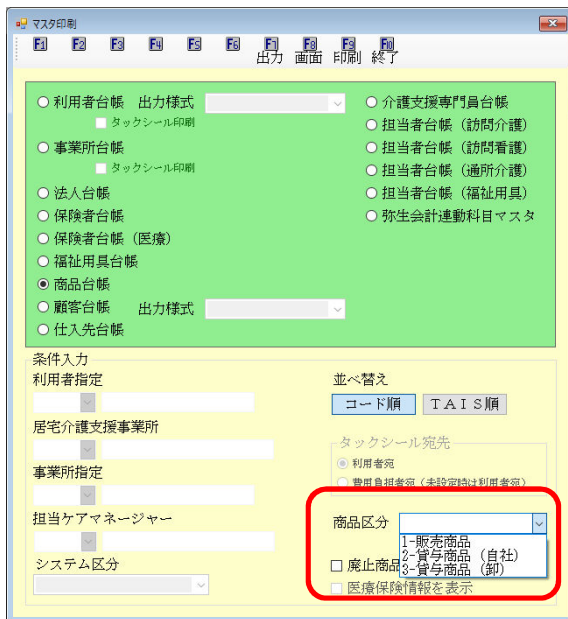 マスタ印刷
F1 F2 F3 F4 F5 F6 F7 F8 F9 F10
出力 画面 印刷 終了
利用者台帳 出力様式
タックシール印刷
事業所台帳
タックシール印刷
法人台帳
保険者台帳
保険者台帳（医療）
福祉用具台帳
商品台帳
顧客台帳 出力様式
仕入先台帳
介護支援専門員台帳
担当者台帳（訪問介護）
担当者台帳（訪問看護）
担当者台帳（通所介護）
担当者台帳（福祉用具）
弥生会計連動科目マスタ
条件入力
利用者指定
居宅介護支援事業所
事業所指定
担当ケアマネージャー
システム区分
並べ替え
コード順 ＴＡＩＳ順
タックシール宛先
利用者宛
費用負担者宛（未設定時は利用者宛）
商品区分
1-販売商品
2-貸与商品（自社）
3-貸与商品（卸）
廃止商品
医療保険情報を表示